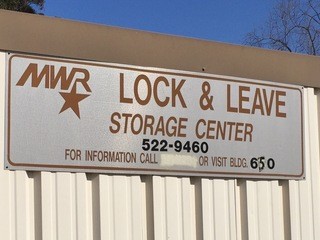 MWR
LOCK & LEAVE
STORAGE CENTER
522-9460
FOR INFORMATION CALL OR VISIT BLDG. 650